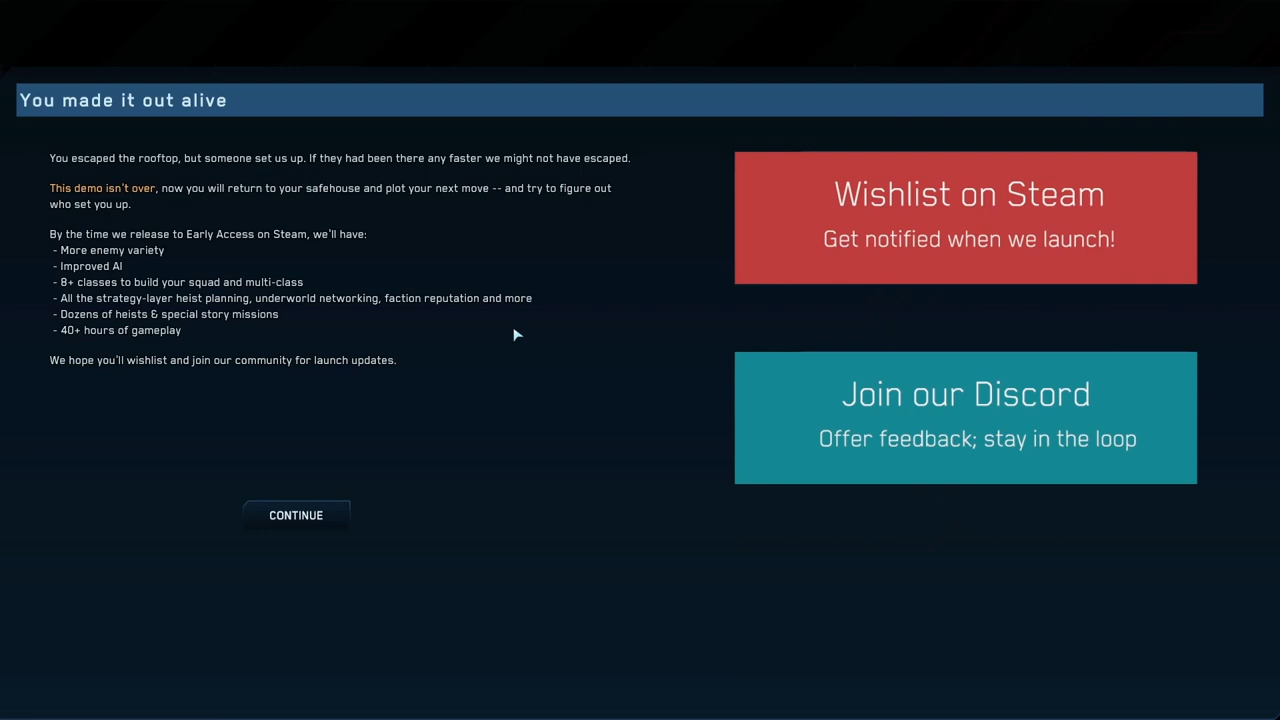 You made it out alive
You escaped the rooftop, but someone set us up. If they had been there any faster we might not have escaped.
This demo isn't over, now you will return to your safehouse and plot your next move -- and try to figure out
who set you up.
By the time we release to Early Access on Steam, we'll have:
- More enemy variety
- Improved AI
- 8+ classes to build your squad and multi-class
- All the strategy-layer heist planning, underworld networking, faction reputation and more
- Dozens of heists & special story missions
- 40+ hours of gameplay
We hope you'll wishlist and join our community for launch updates.
CONTINUE
Wishlist on Steam
Get notified when we launch!
Join our Discord
Offer feedback; stay in the loop